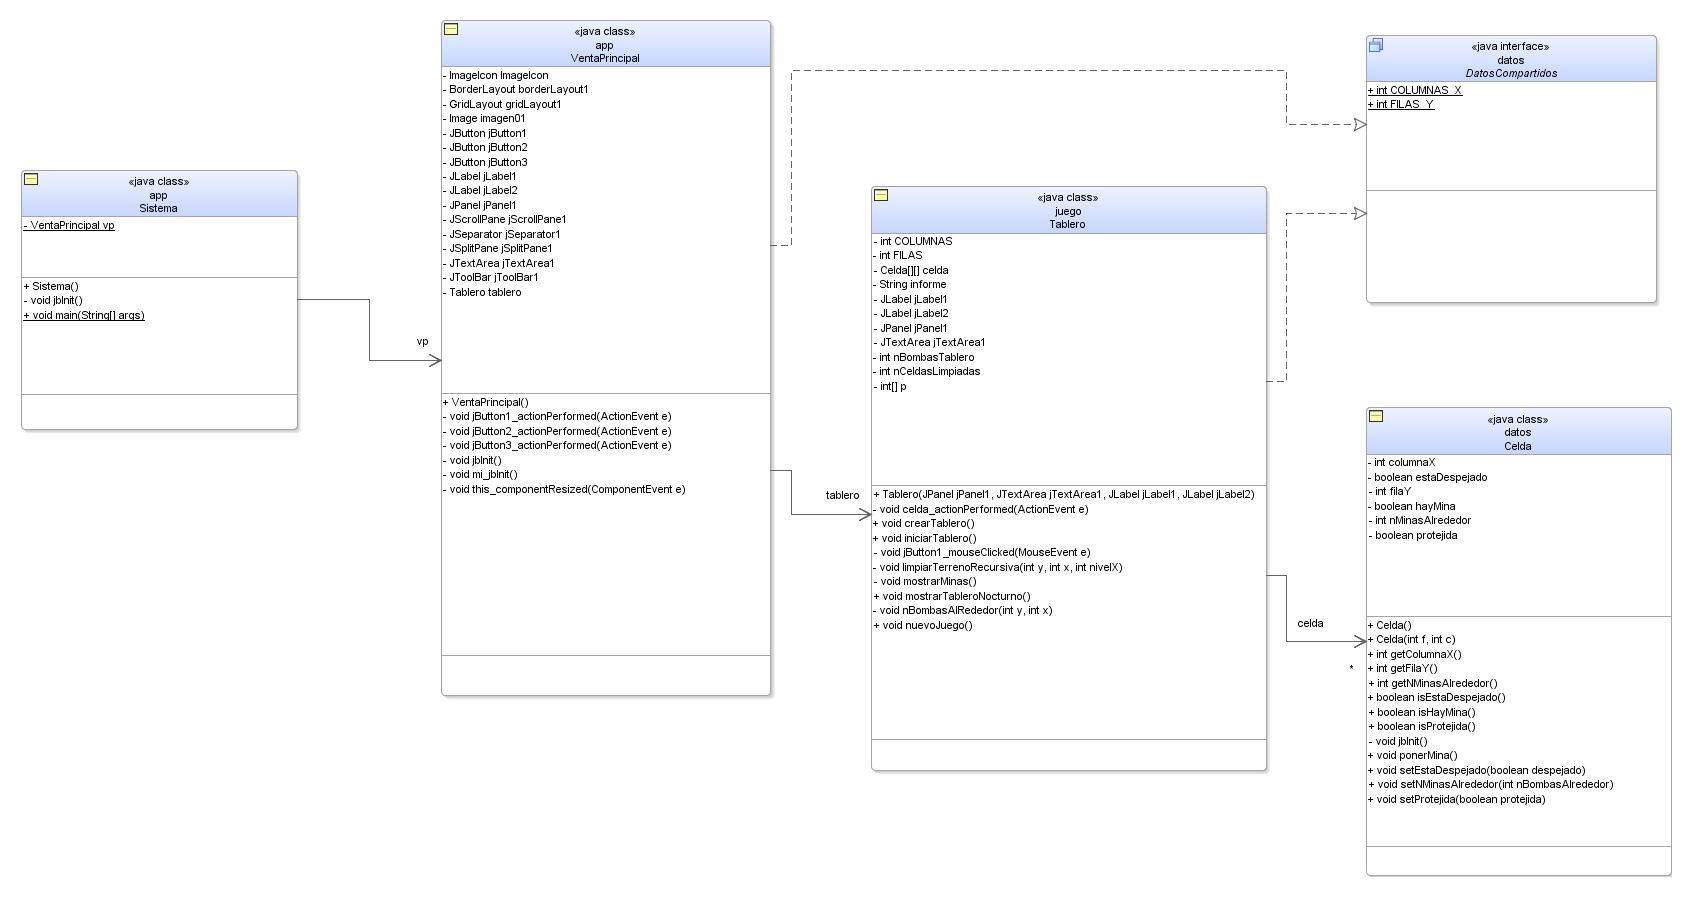 «java class»
app
Sistema
- VentaPrincipal vp
+ Sistema()
- void jbInit()
+ void main(String[] args)
vp
«java class»
app
VentaPrincipal
- ImageIcon ImageIcon
- BorderLayout borderLayout1
- GridLayout gridLayout1
- Image imagen01
- JButton jButton1
- JButton jButton2
- JButton jButton3
- JLabel jLabel1
- JLabel jLabel2
- JPanel jPanel1
- JScrollPane jScrollPane1
- JSeparator jSeparator1
- JSplitPane jSplitPane1
- JTextArea jTextArea1
- JToolBar jToolBar1
- Tablero tablero
+ VentaPrincipal()
- void jButton1_actionPerformed(ActionEvent e)
- void jButton2_actionPerformed(ActionEvent e)
- void jButton3_actionPerformed(ActionEvent e)
- void jbInit()
- void mi_jbInit()
- void this_componentResized(ComponentEvent e)
tablero
«java class»
juego
Tablero
- int COLUMNAS
- int FILAS
- Celda[][] celda
- String informe
- JLabel jLabel1
- JLabel jLabel2
- JPanel jPanel1
- JTextArea jTextArea1
- int nBombasTablero
- int nCeldasLimpiadas
- int[] p
+ Tablero(JPanel jPanel1, JTextArea jTextArea1, JLabel jLabel1, JLabel jLabel2)
- void celda_actionPerformed(ActionEvent e)
+ void crearTablero()
+ void iniciarTablero()
- void jButton1_mouseClicked(MouseEvent e)
- void limpiarTerrenoRecursiva(int y, int x, int nivelX)
- void mostrarMinas()
+ void mostrarTableroNocturno()
- void nBombasAlRededor(int y, int x)
+ void nuevoJuego()
celda
*
«java interface»
datos
DatosCompartidos
+ int COLUMNAS_X
+ int FILAS_Y
«java class»
datos
Celda
- int columnaX
- boolean estaDespejado
- int filaY
- boolean hayMina
- int nMinasAlrededor
- boolean protejida
+ Celda()
+ Celda(int f, int c)
+ int getColumnaX()
+ int getFilaY()
+ int getNMinasAlrededor()
+ boolean isEstaDespejado()
+ boolean isHayMina()
+ boolean isProtejida()
- void jbInit()
+ void ponerMina()
+ void setEstaDespejado(boolean despejado)
+ void setNMinasAlrededor(int nBombasAlrededor)
+ void setProtejida(boolean protejida)